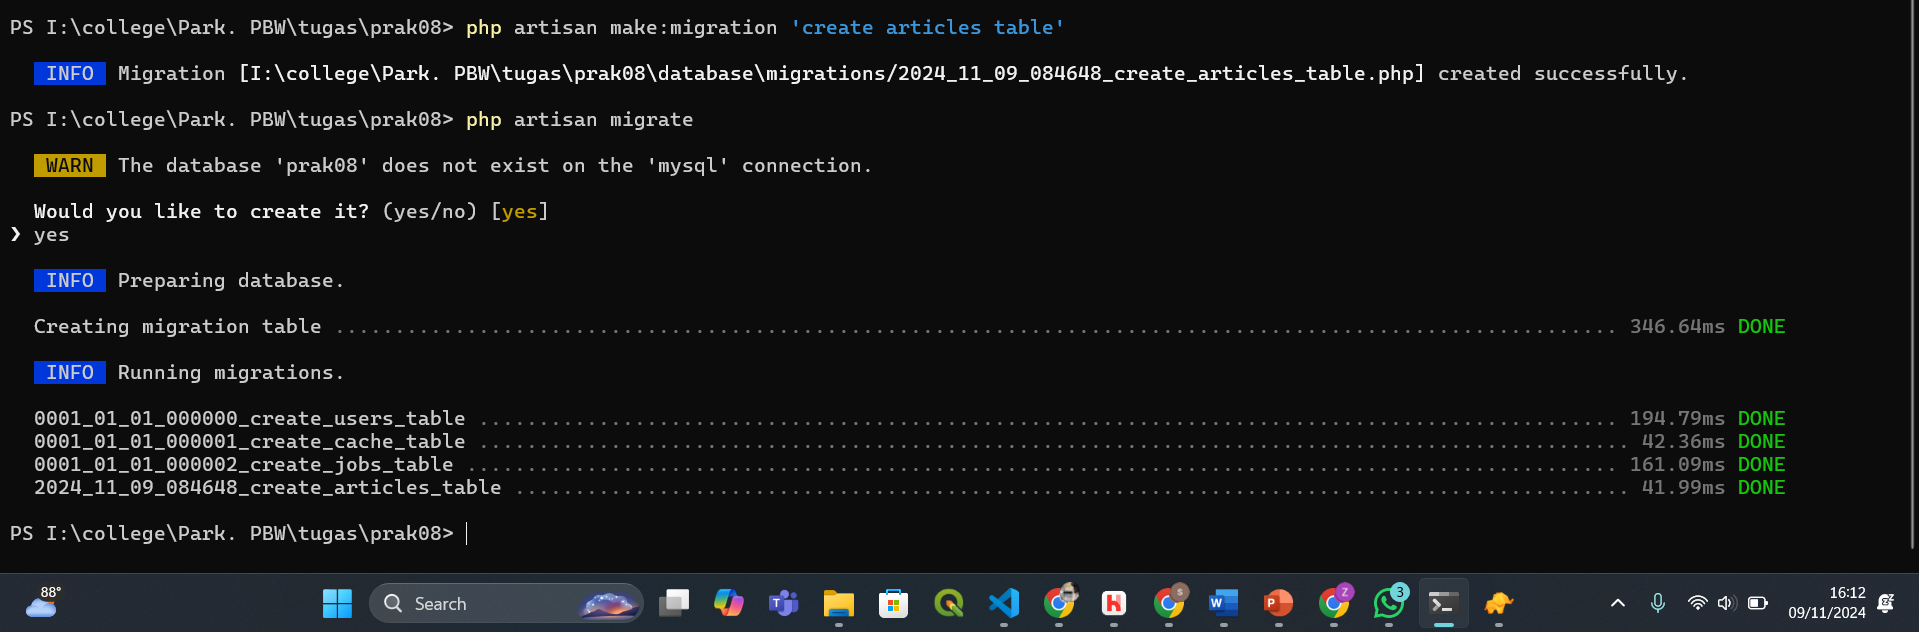 PS I:\college\Park. PBW\tugas\prak08> php artisan make:migration 'create articles table'
INFO Migration [I:\college\Park. PBW\tugas\prak08\database\migrations/2024_11_09_084648_create_articles_table.php] created successfully.
PS I:\college\Park. PBW\tugas\prak08> php artisan migrate
WARN The database 'prak08' does not exist on the 'mysql' connection.
Would you like to create it? (yes/no) [yes]
❯ yes
INFO Preparing database.
Creating migration table ........................................................................................................... 346.64ms DONE
INFO Running migrations.
0001_01_01_000000_create_users_table ............................................................................................... 194.79ms DONE
0001_01_01_000001_create_cache_table ................................................................................................ 42.36ms DONE
0001_01_01_000002_create_jobs_table ................................................................................................ 161.09ms DONE
2024_11_09_084648_create_articles_table ............................................................................................. 41.99ms DONE
PS I:\college\Park. PBW\tugas\prak08>
88°
Search
T
H
S
W
P
Z
3
16:12
09/11/2024